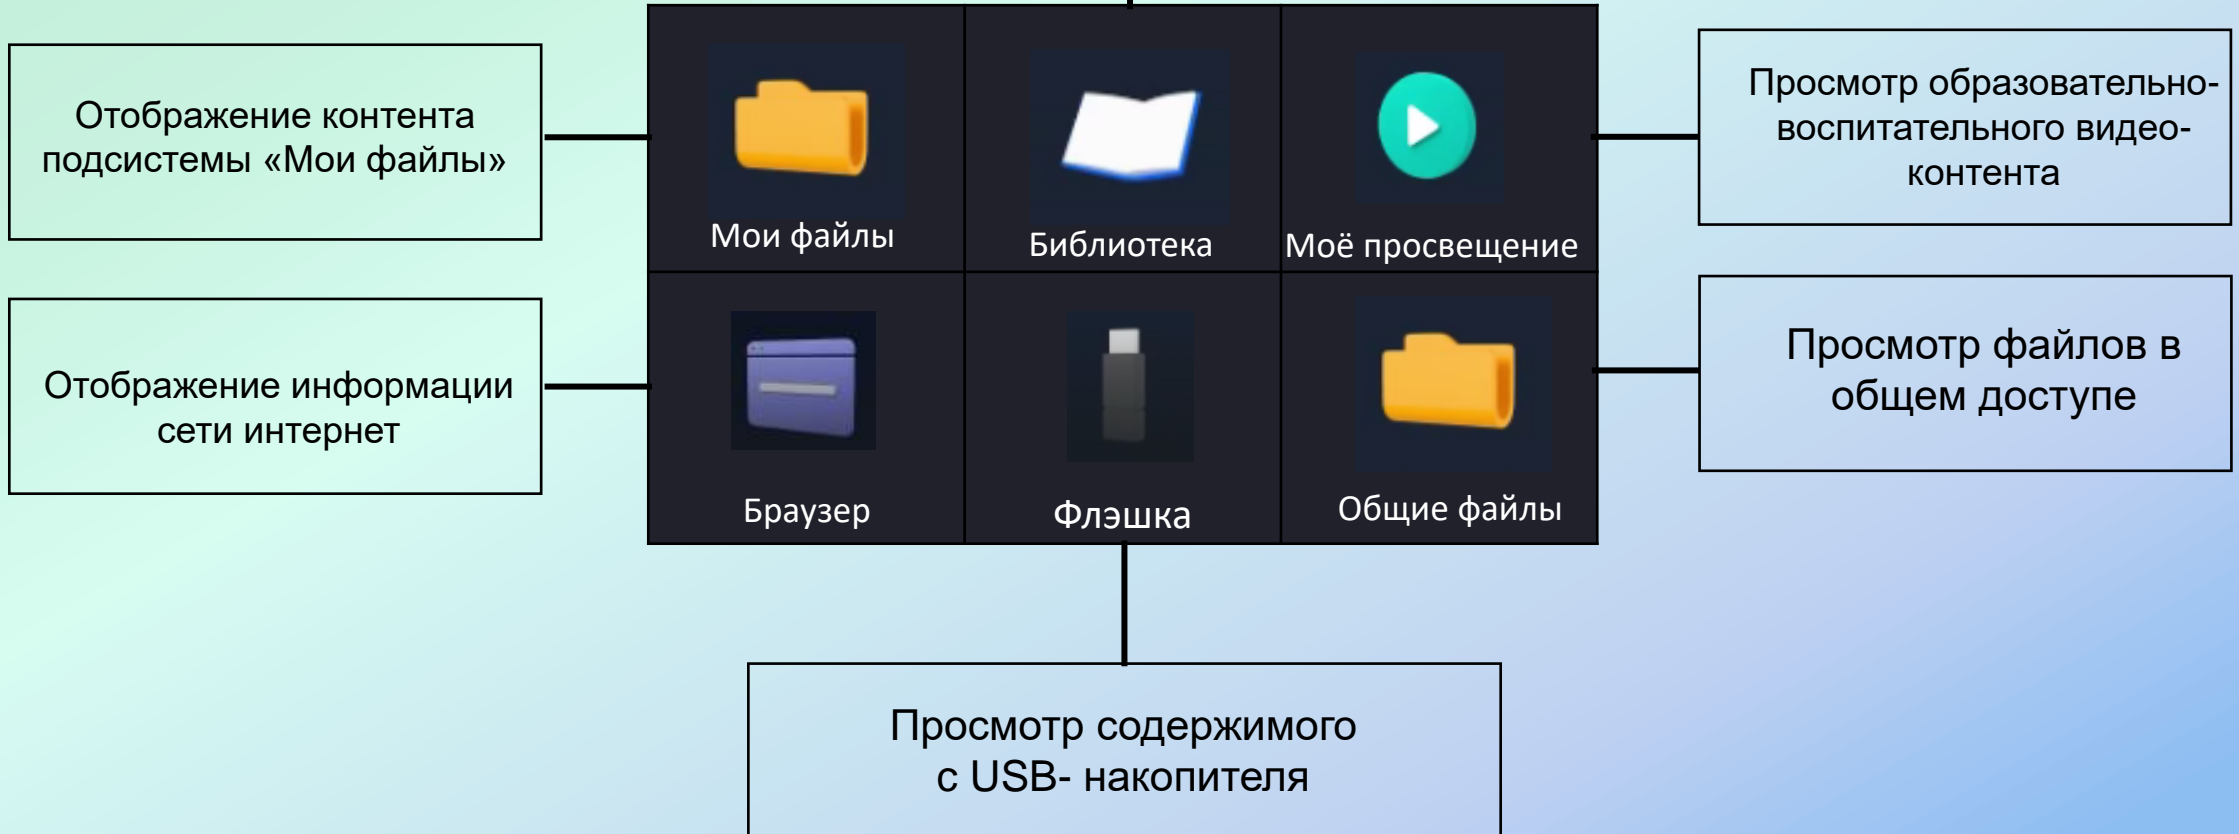 Отображение контента
подсистемы «Мои файлы»
Мои файлы
Библиотека
Моё просвещение
Просмотр образовательно-
воспитательного видео-
контента
Отображение информации
сети интернет
Браузер
Флэшка
Общие файлы
Просмотр файлов в
общем доступе
Просмотр содержимого
с USB- накопителя